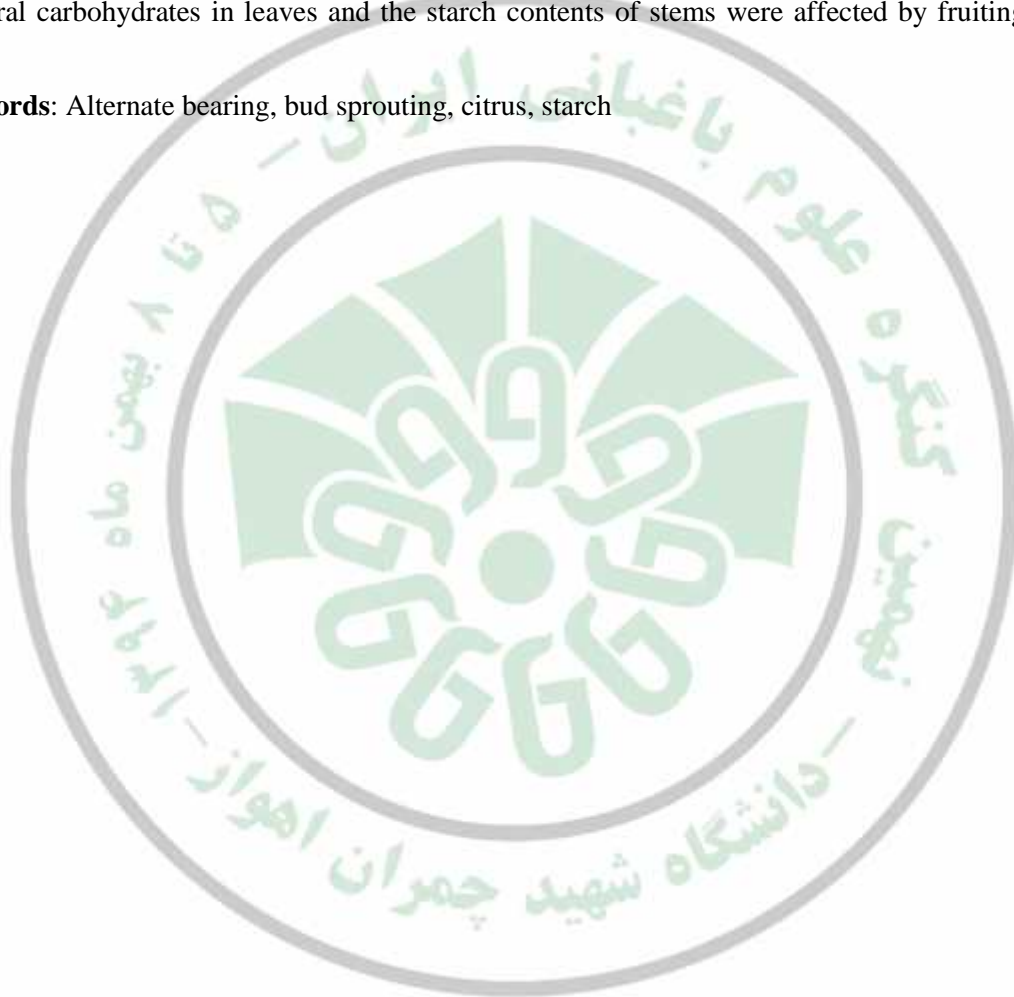 ral carbohydrates in leaves and the starch contents of stems were affected by fruiting
ords: Alternate bearing, bud sprouting, citrus, starch
نهمین کنگره علوم باغبانی ایران – ۵ تا ۸ بهمن ماه ۱۳۹۴ – دانشگاه شهید چمران اهواز –